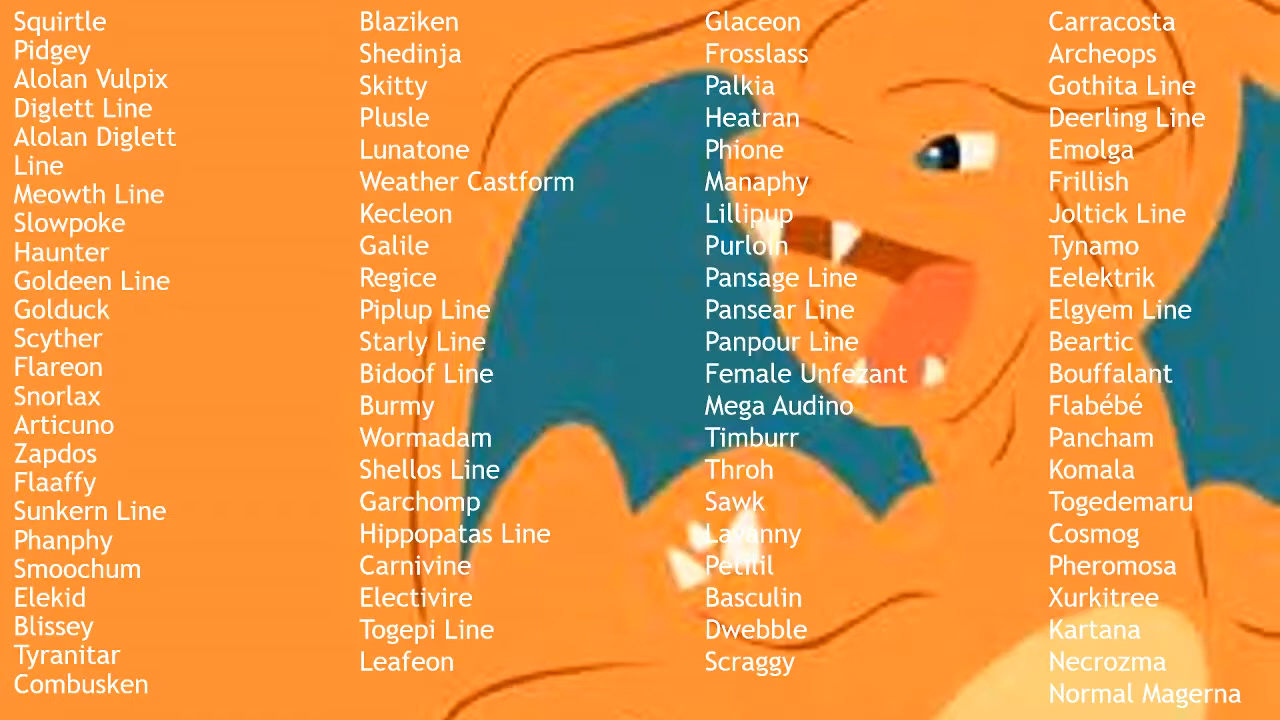 Squirtle
Pidgey
Alolan Vulpix
Diglett Line
Alolan Diglett
Line
Meowth Line
Slowpoke
Haunter
Goldeen Line
Golduck
Scyther
Flareon
Snorlax
Articuno
Zapdos
Flaaffy
Sunkern Line
Phanphy
Smoochum
Elekid
Blissey
Tyranitar
Combusken
Blaziken
Shedinja
Skitty
Plusle
Lunatone
Weather Castform
Kecleon
Galile
Regice
Piplup Line
Starly Line
Bidoof Line
Burmy
Wormadam
Shellos Line
Garchomp
Hippopatas Line
Carnivine
Electivire
Togepi Line
Leafeon
Glaceon
Frosslass
Palkia
Heatran
Phione
Manaphy
Lillipup
Purloin
Pansage Line
Pansear Line
Panpour Line
Female Unfezant
Mega Audino
Timburr
Throh
Sawk
Lavanny
Petilil
Basculin
Dwebble
Scraggy
Carracosta
Archeops
Gothita Line
Deerling Line
Emolga
Frillish
Joltick Line
Tynamo
Eelektrik
Elgyem Line
Beartic
Bouffalant
Flabébé
Pancham
Komala
Togedemaru
Cosmog
Pheromosa
Xurkitree
Kartana
Necrozma
Normal Magerna